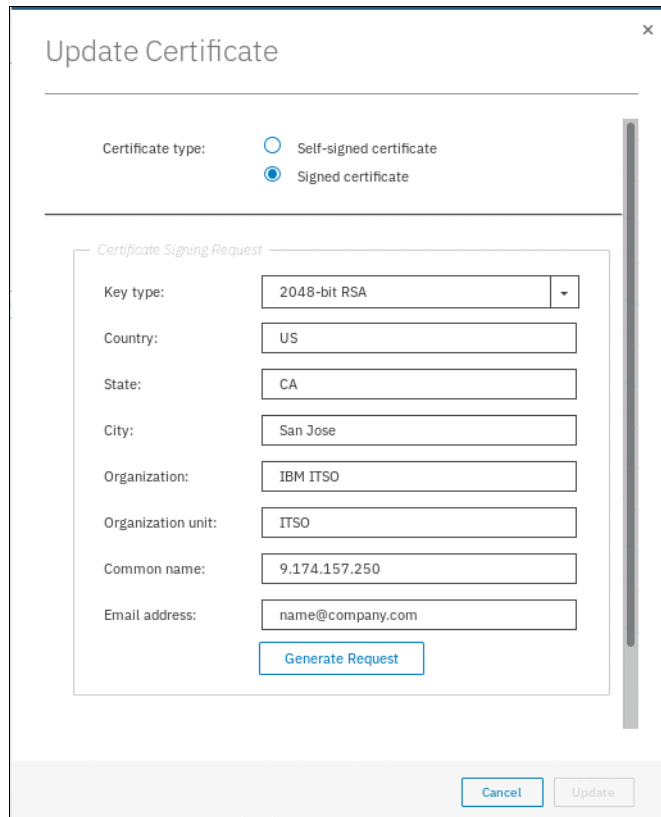 Update Certificate
Certificate type:
Self-signed certificate
Signed certificate
Certificate Signing Request
Key type: 2048-bit RSA
Country: US
State: CA
City: San Jose
Organization: IBM ITSO
Organization unit: ITSO
Common name: 9.174.157.250
Email address: name@company.com
Generate Request
Cancel Update